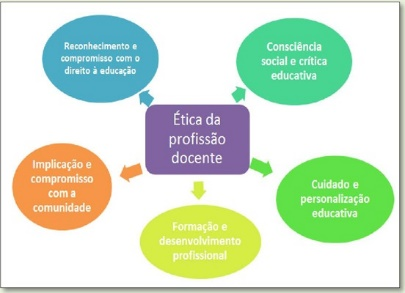 Reconhecimento e
compromisso com o
direito à educação
Consciência
social e crítica
educativa
Ética da
profissão
docente
Implicação e
compromisso
com a
comunidade
Cuidado e
personalização
educativa
Formação e
desenvolvimento
profissional